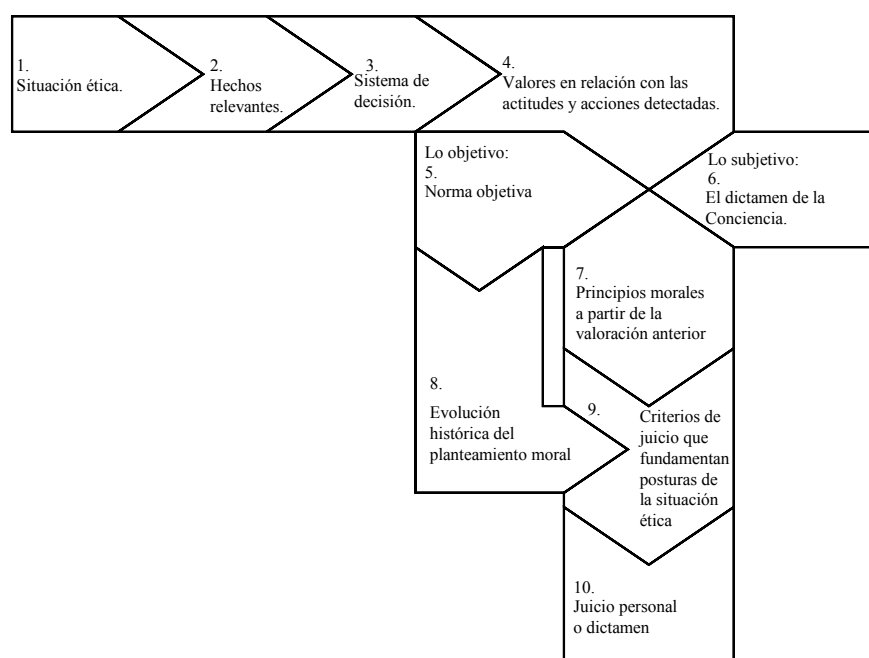 1.
Situación ética.
2.
Hechos
relevantes.
3.
Sistema de
decisión.
4.
Valores en relación con las
actitudes y acciones detectadas.
Lo objetivo:
5.
Norma objetiva
Lo subjetivo:
6.
El dictamen de la
Conciencia.
7.
Principios morales
a partir de la
valoración anterior
8.
Evolución
histórica del
planteamiento moral
9.
Criterios de
juicio que
fundamentan
posturas de
la situación
ética
10.
Juicio personal
o dictamen